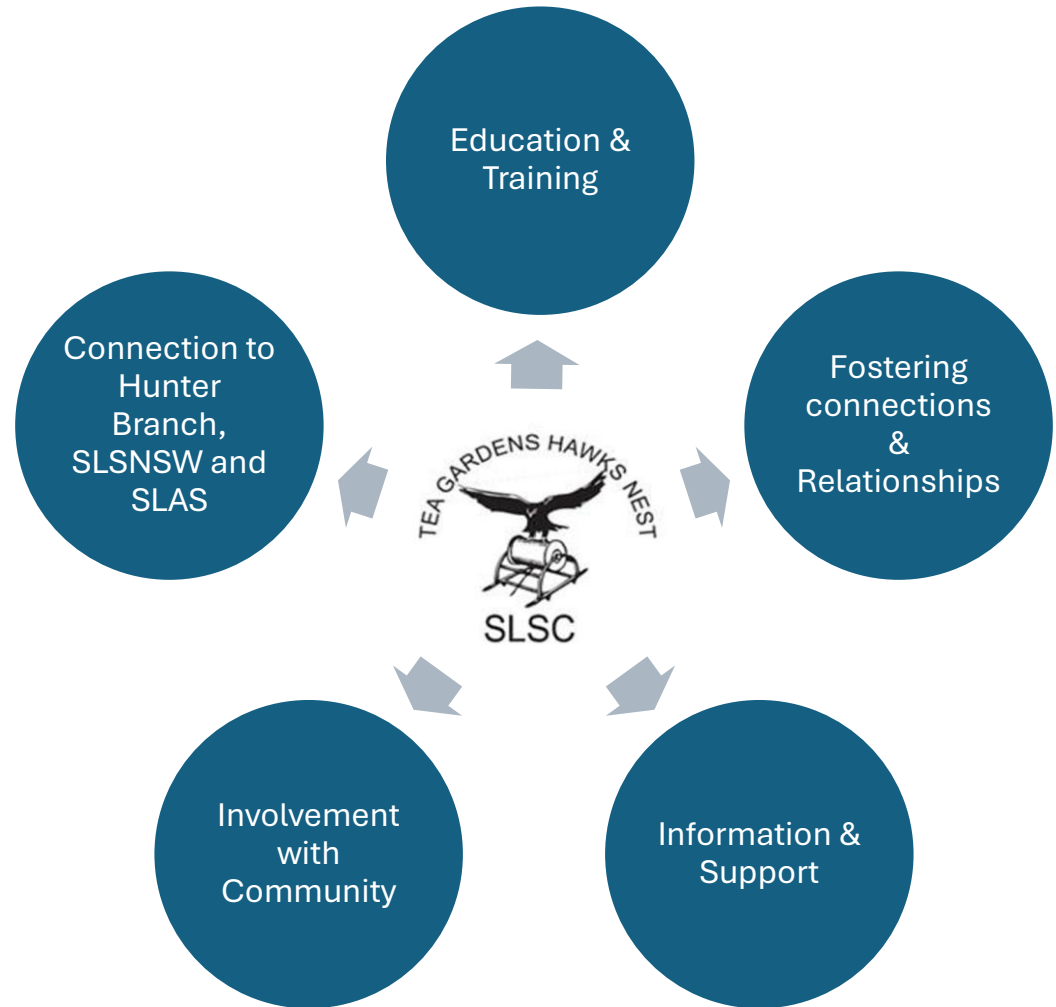 Education &
Training
Connection to
Hunter
Branch,
SLSNSW and
SLAS
Fostering
connections
&
Relationships
TEA GARDENS HAWKS NEST
SLSC
Involvement
with
Community
Information &
Support